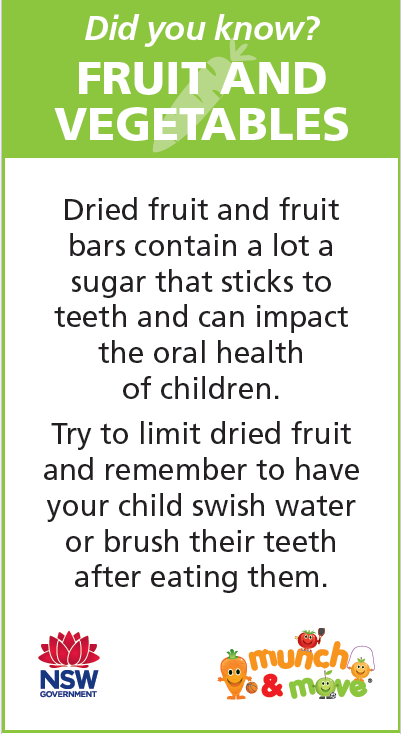 Did you know?
FRUIT AND
VEGETABLES
Dried fruit and fruit
bars contain a lot a
sugar that sticks to
teeth and can impact
the oral health
of children.
Try to limit dried fruit
and remember to have
your child swish water
or brush their teeth
after eating them.
NSW
GOVERNMENT
munch
& move